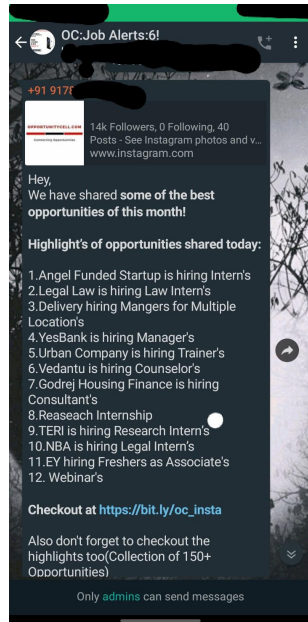 OC:Job Alerts:6!
+91 9178
OPPORTUNITYCELL.COM
14k Followers, 0 Following, 40
Posts - See Instagram photos and v...
www.instagram.com
Hey,
We have shared some of the best
opportunities of this month!
Highlight's of opportunities shared today:
1.Angel Funded Startup is hiring Intern's
2.Legal Law is hiring Law Intern's
3.Delivery hiring Mangers for Multiple
Location's
4.YesBank is hiring Manager's
5.Urban Company is hiring Trainer's
6.Vedantu is hiring Counselor's
7.Godrej Housing Finance is hiring
Consultant's
8.Reaseach Internship
9.TERI is hiring Research Intern's
10.NBA is hiring Legal Intern's
11.EY hiring Freshers as Associate's
12. Webinar's
Checkout at https://bit.ly/oc_insta
Also don't forget to checkout the
highlights too(Collection of 150+
Opportunities)
Only admins can send messages